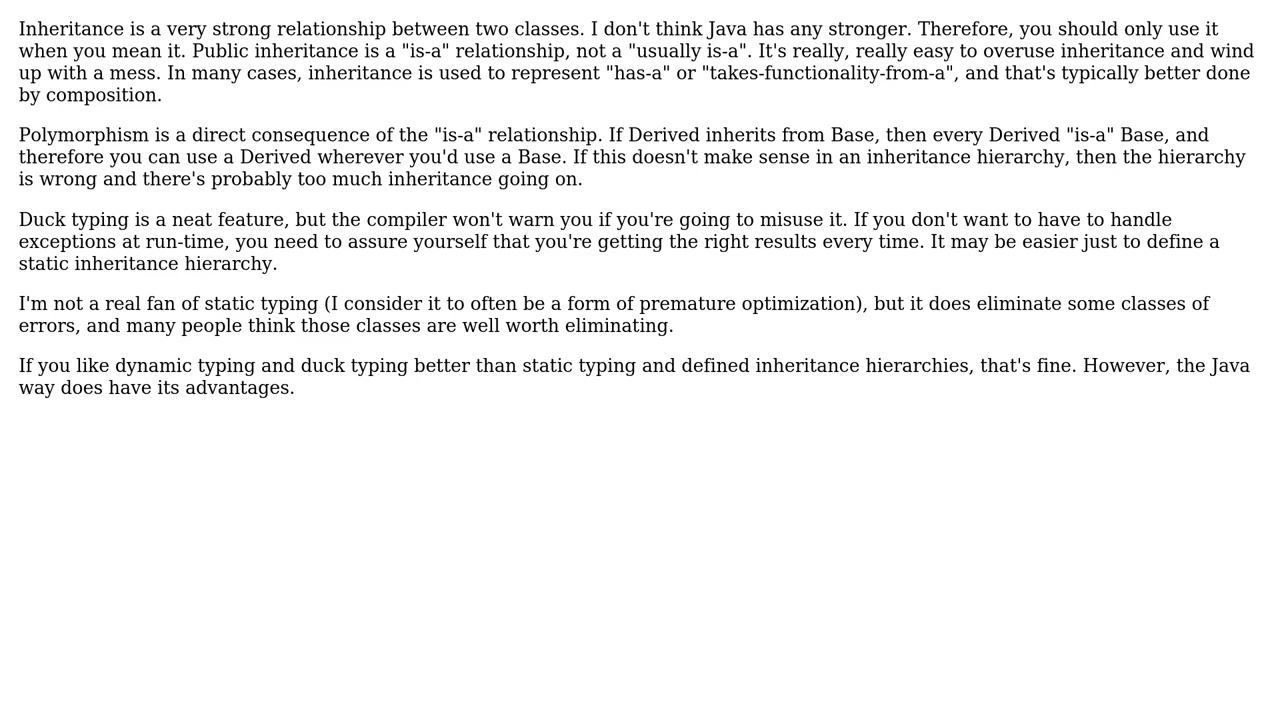 Inheritance is a very strong relationship between two classes. I don't think Java has any stronger. Therefore, you should only use it
when you mean it. Public inheritance is a "is-a" relationship, not a "usually is-a". It's really, really easy to overuse inheritance and wind
up with a mess. In many cases, inheritance is used to represent "has-a" or "takes-functionality-from-a", and that's typically better done
by composition.
Polymorphism is a direct consequence of the "is-a" relationship. If Derived inherits from Base, then every Derived "is-a" Base, and
therefore you can use a Derived wherever you'd use a Base. If this doesn't make sense in an inheritance hierarchy, then the hierarchy
is wrong and there's probably too much inheritance going on.
Duck typing is a neat feature, but the compiler won't warn you if you're going to misuse it. If you don't want to have to handle
exceptions at run-time, you need to assure yourself that you're getting the right results every time. It may be easier just to define a
static inheritance hierarchy.
I'm not a real fan of static typing (I consider it to often be a form of premature optimization), but it does eliminate some classes of
errors, and many people think those classes are well worth eliminating.
If you like dynamic typing and duck typing better than static typing and defined inheritance hierarchies, that's fine. However, the Java
way does have its advantages.